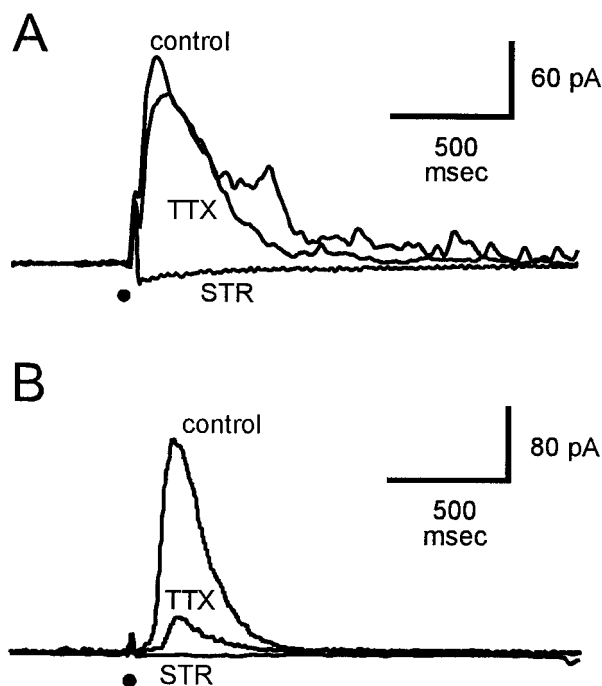 A
control
60 pA
500
msec
TTX
STR
B
control
80 pA
500
msec
TTX
STR